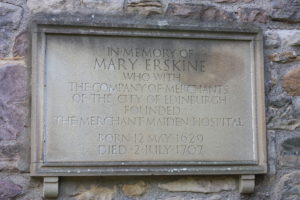 IN MEMORY OF
MARY ERSKINE
WHO WITH
THE COMPANY OF MERCHANTS
OF THE CITY OF EDINBURGH
FOUNDED
THE MERCHANT MAIDEN HOSPITAL
BORN 12 MAY 1629
DIED 2 JULY 1707